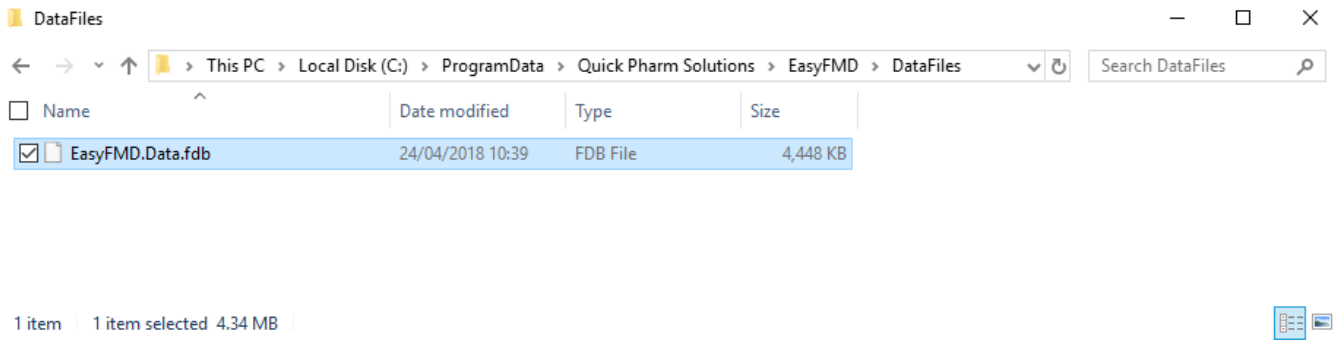 DataFiles
This PC > Local Disk (C:) > ProgramData > Quick Pharm Solutions > EasyFMD > DataFiles Search DataFiles
Name Date modified Type Size
EasyFMD.Data.fdb 24/04/2018 10:39 FDB File 4,448 KB
1 item 1 item selected 4.34 MB